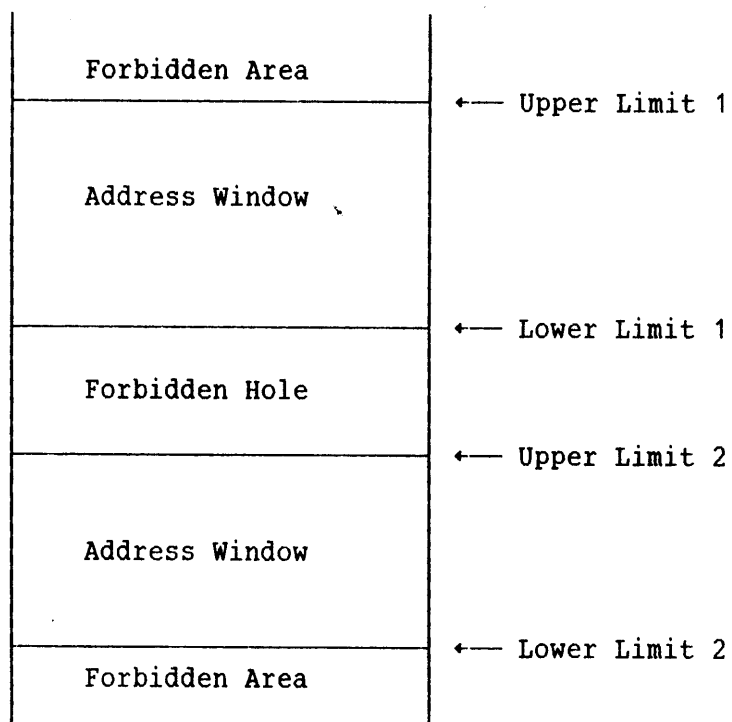 Forbidden Area
←— Upper Limit 1
Address Window
←— Lower Limit 1
Forbidden Hole
←— Upper Limit 2
Address Window
←— Lower Limit 2
Forbidden Area